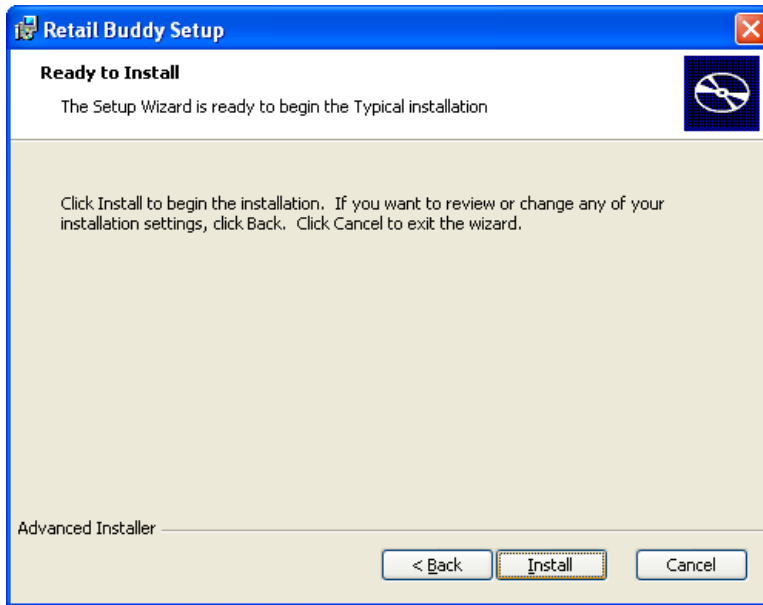 Retail Buddy Setup
Ready to Install
The Setup Wizard is ready to begin the Typical installation
Click Install to begin the installation.  If you want to review or change any of your
installation settings, click Back.  Click Cancel to exit the wizard.
Advanced Installer
< Back
Install
Cancel